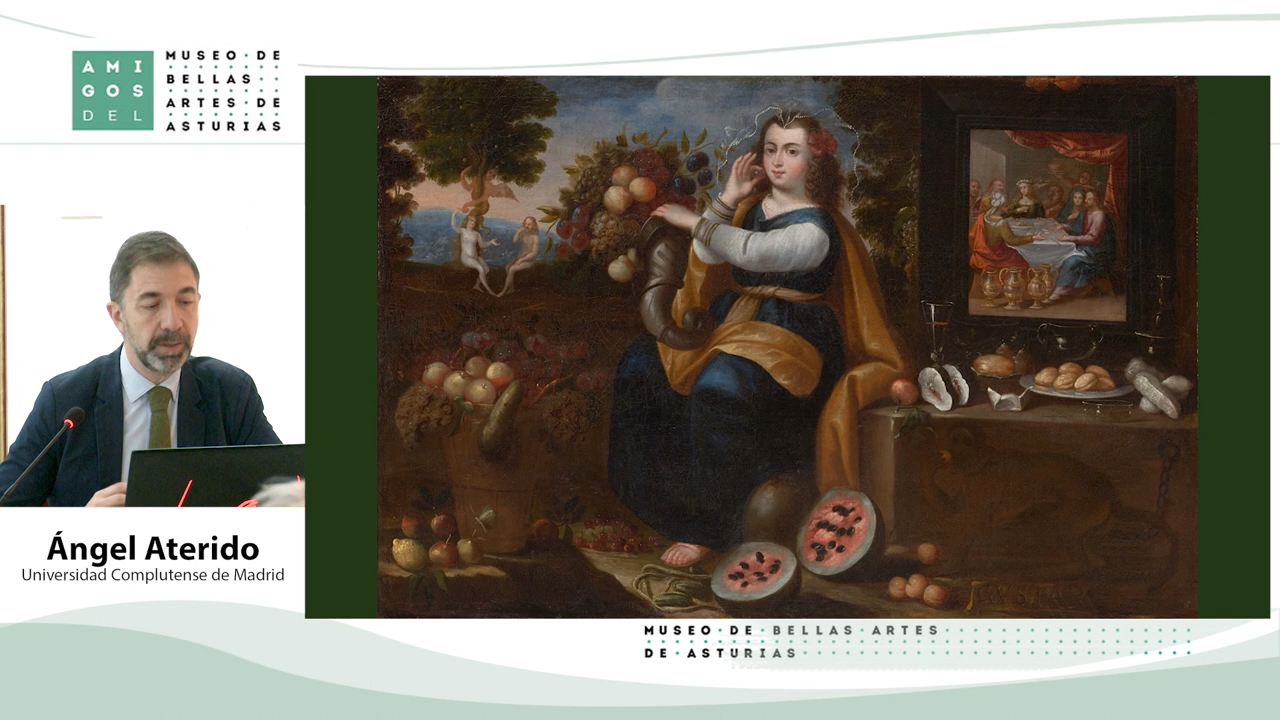 AMI
GOS
DEL
MUSEO·DE
BELLAS
ARTES·DE
ASTURIAS
Ángel Aterido
Universidad Complutense de Madrid
MUSEO·DE·BELLAS·ARTES
DE·ASTURIAS